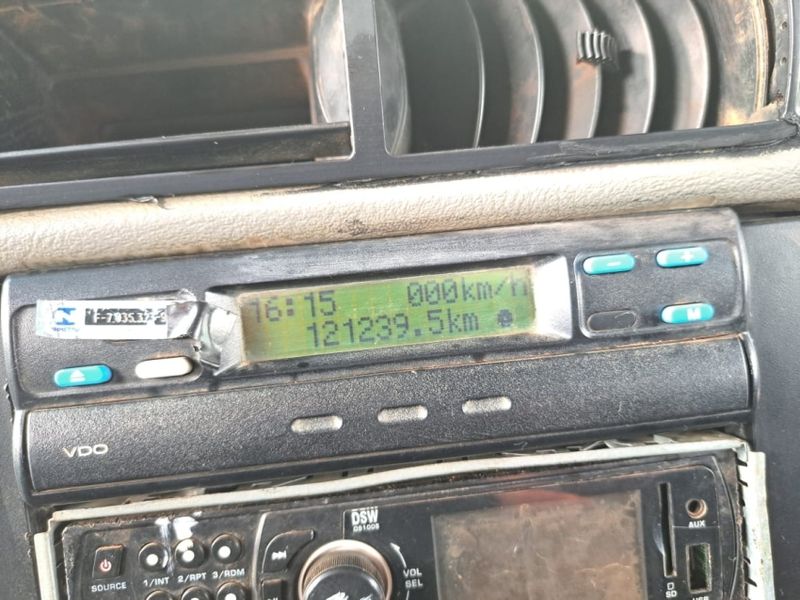 16:15 000km/h
121239.5km
− +
M
VDO
DSW
SOURCE
1/INT 2/RPT 3/RDM
VOL
SEL
AUX
SD